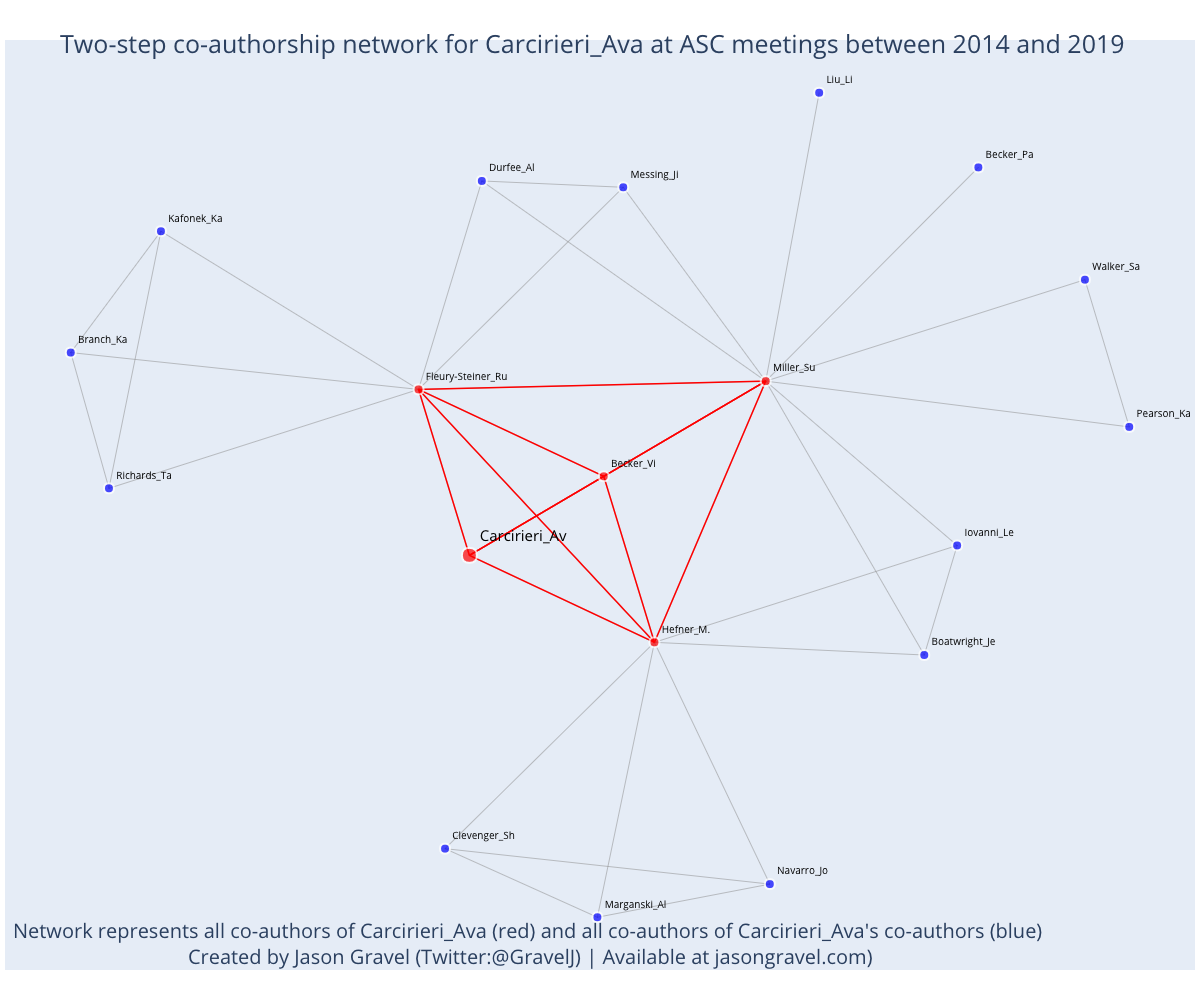 Two-step co-authorship network for Carcirieri_Ava at ASC meetings between 2014 and 2019
Liu_Li
Becker_Pa
Durfee_Al
Messing_Ji
Kafonek_Ka
Walker_Sa
Branch_Ka
Miller_Su
Fleury-Steiner_Ru
Pearson_Ka
Becker_Vi
Richards_Ta
Carcirieri_Av
Iovanni_Le
Hefner_M.
Boatwright_Je
Clevenger_Sh
Navarro_Jo
Marganski_Al
Network represents all co-authors of Carcirieri_Ava (red) and all co-authors of Carcirieri_Ava's co-authors (blue)
Created by Jason Gravel (Twitter:@GravelJ) | Available at jasongravel.com)